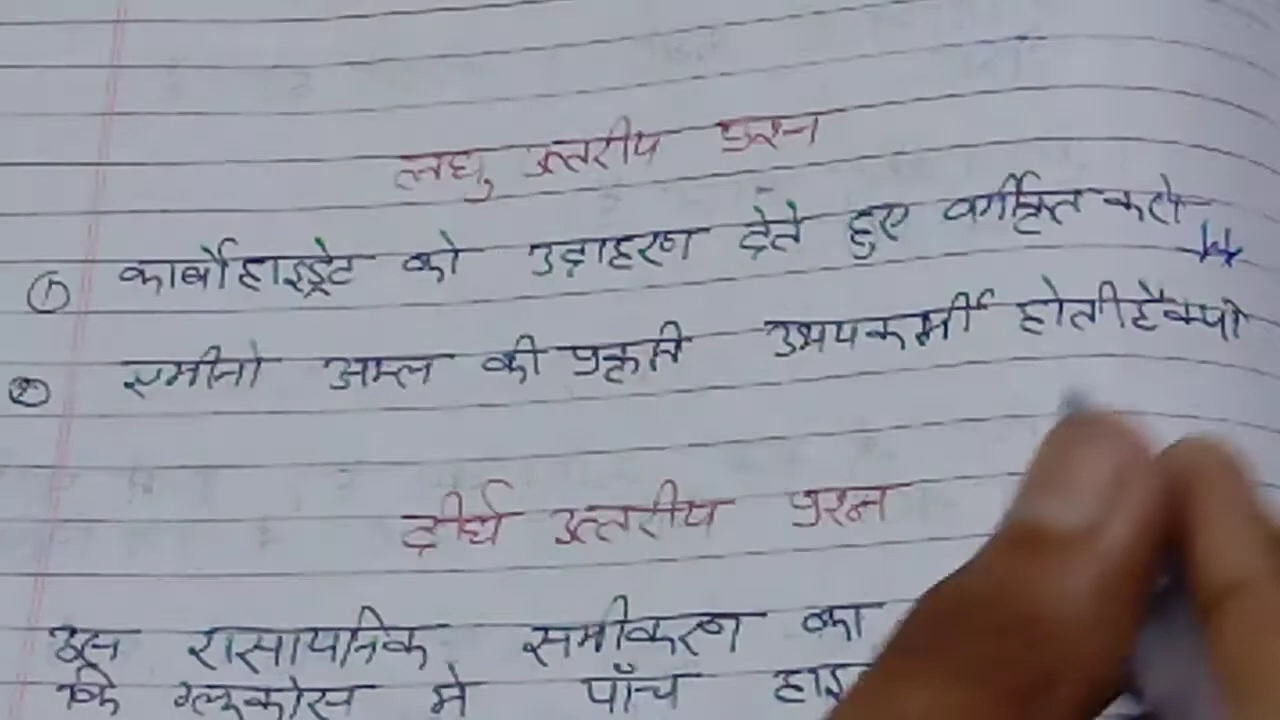 लघु उत्तरीय प्रश्न
① कार्बोहाइड्रेट को उदाहरण देते हुए वर्गीकृत करो
② एमीनो अम्ल की प्रकृति उभयकर्मी होती है क्यो
दीर्घ उत्तरीय प्रश्न
उस रासायनिक समीकरण का
कि ग्लूकोस मे पाँच हाइ